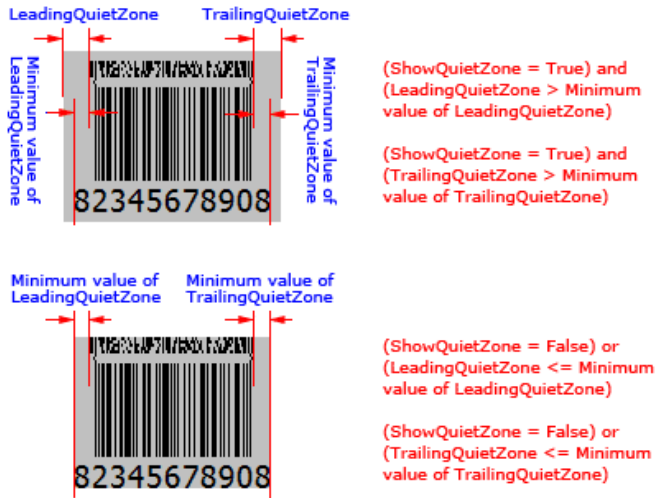 LeadingQuietZone
TrailingQuietZone
Minimum value of
LeadingQuietZone
Minimum value of
TrailingQuietZone
82345678908
(ShowQuietZone = True) and
(LeadingQuietZone > Minimum
value of LeadingQuietZone)
(ShowQuietZone = True) and
(TrailingQuietZone > Minimum
value of TrailingQuietZone)
Minimum value of
LeadingQuietZone
Minimum value of
TrailingQuietZone
82345678908
(ShowQuietZone = False) or
(LeadingQuietZone <= Minimum
value of LeadingQuietZone)
(ShowQuietZone = False) or
(TrailingQuietZone <= Minimum
value of TrailingQuietZone)